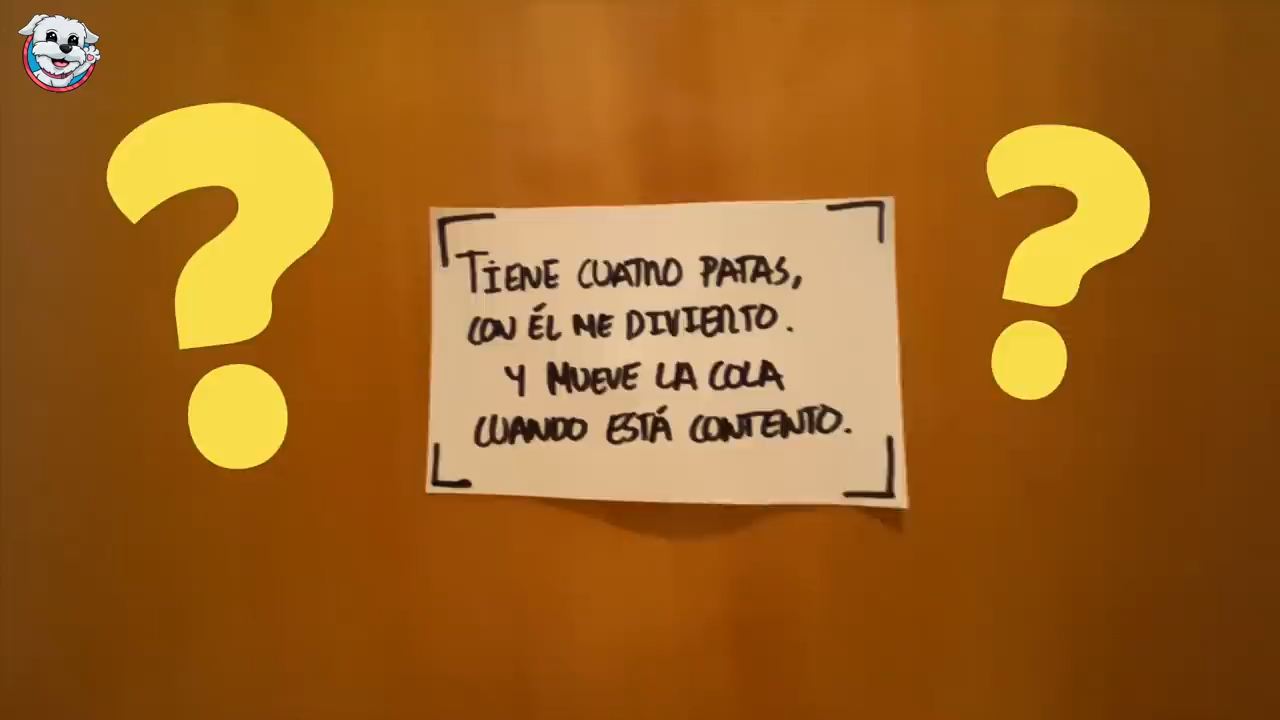 TIENE CUATRO PATAS,
CON ÉL ME DIVIERTO.
Y MUEVE LA COLA
CUANDO ESTÁ CONTENTO.